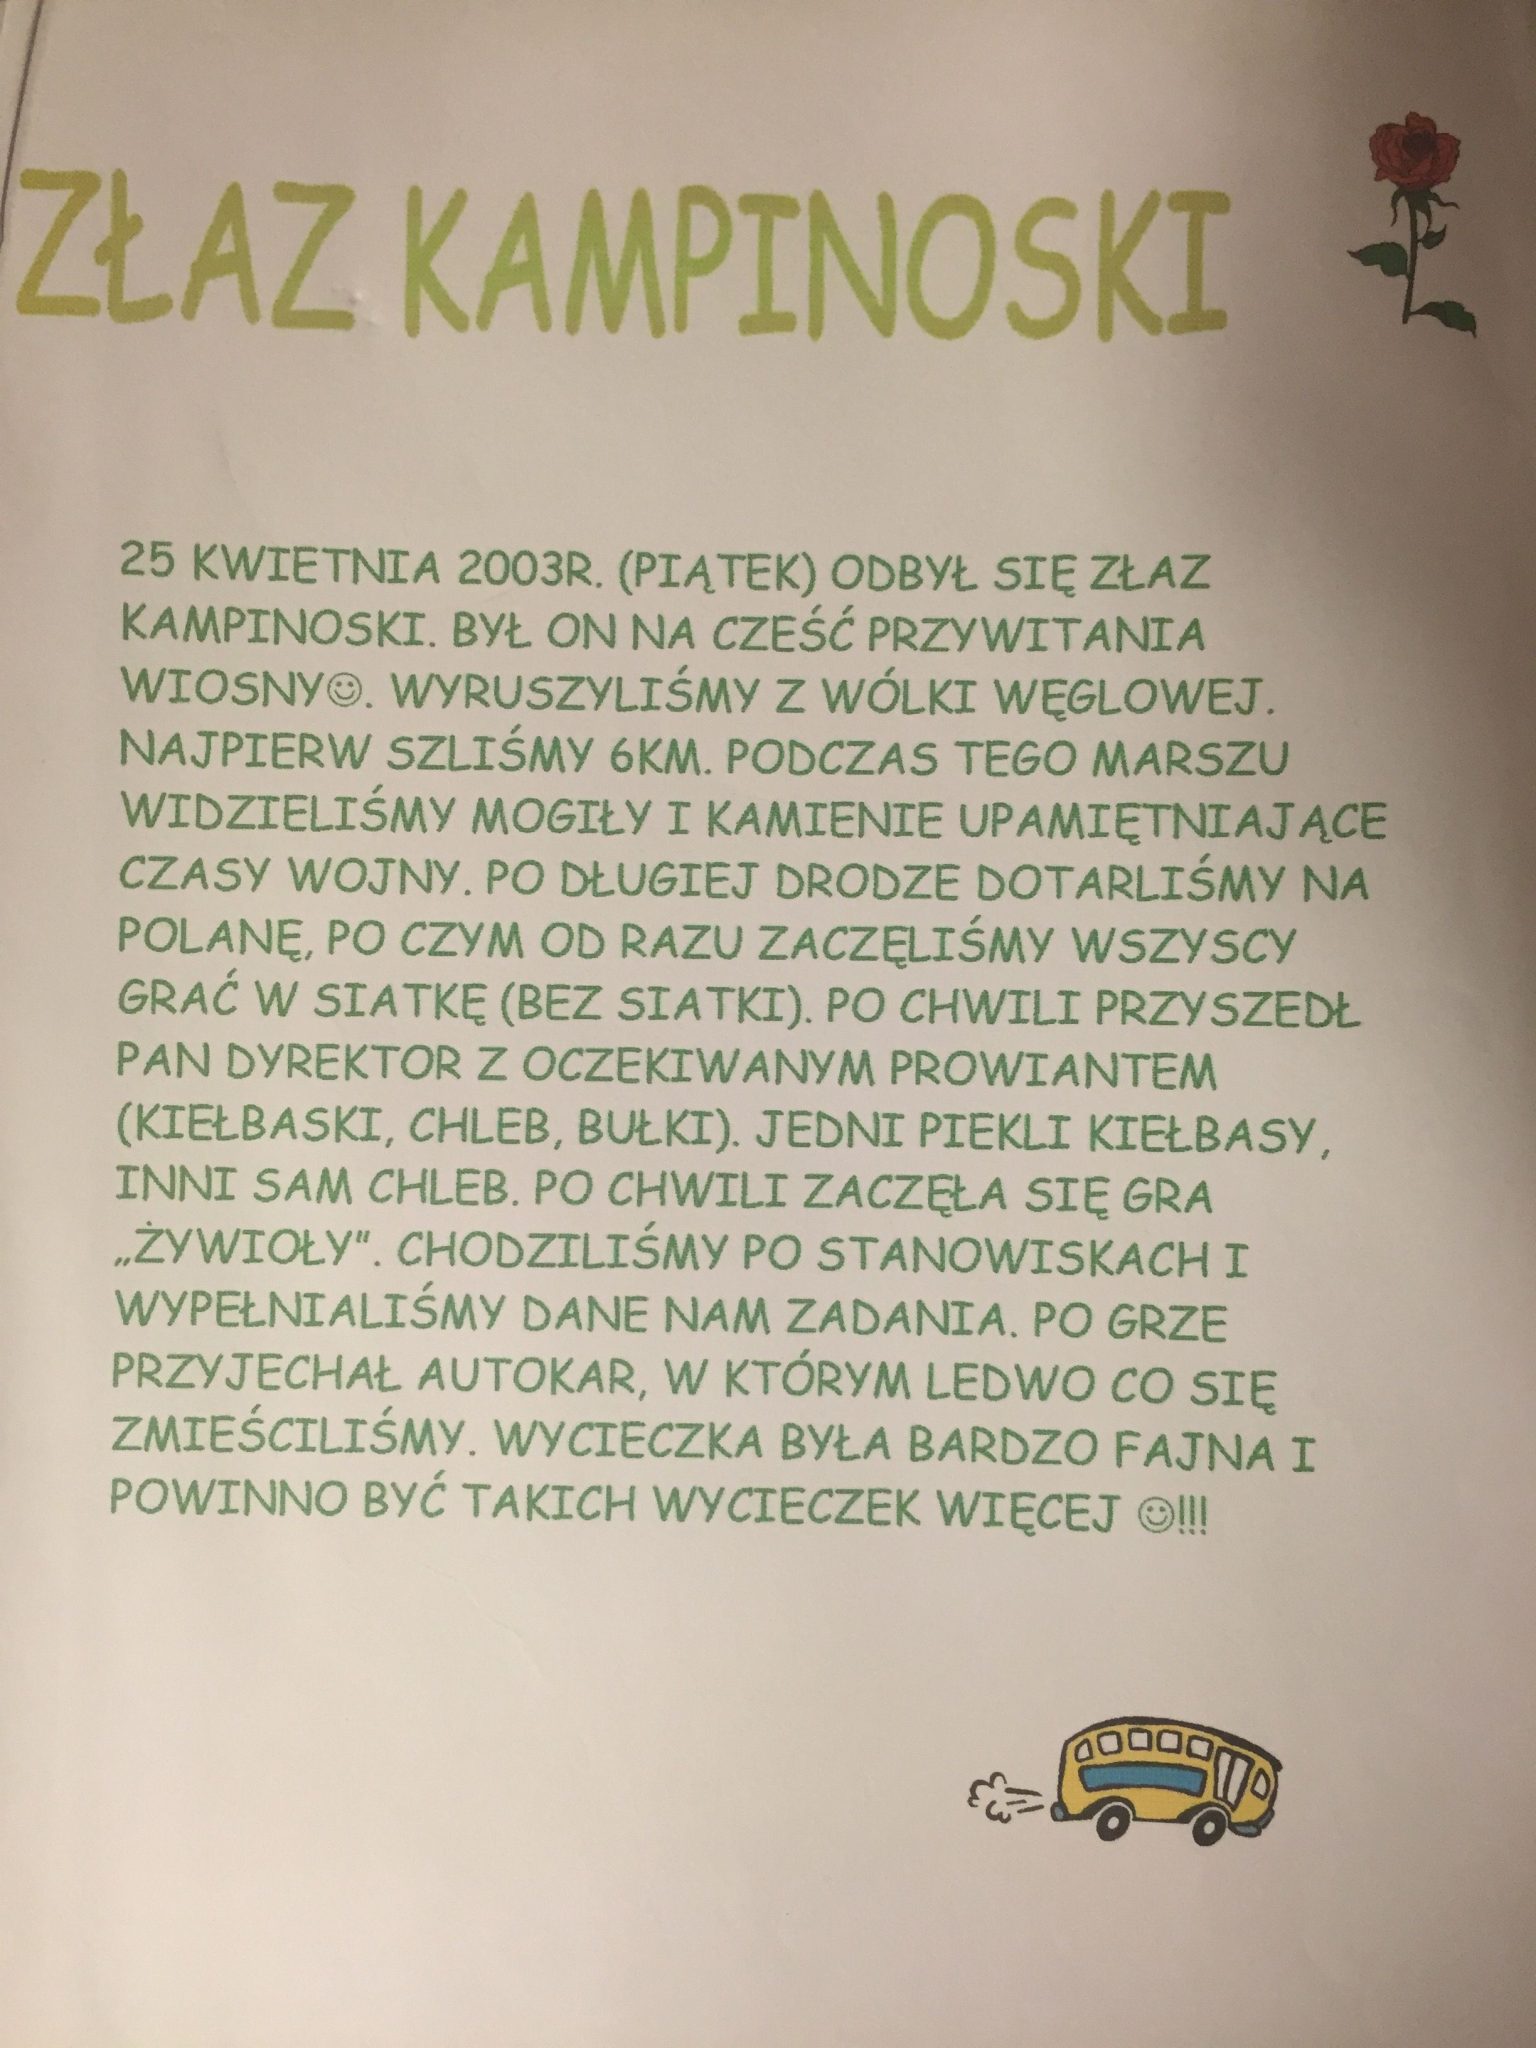 ZŁAZ KAMPINOSKI
25 KWIETNIA 2003R. (PIĄTEK) ODBYŁ SIĘ ZŁAZ
KAMPINOSKI. BYŁ ON NA CZEŚĆ PRZYWITANIA
WIOSNY☺. WYRUSZYLIŚMY Z WÓLKI WĘGLOWEJ.
NAJPIERW SZLIŚMY 6KM. PODCZAS TEGO MARSZU
WIDZIELIŚMY MOGIŁY I KAMIENIE UPAMIĘTNIAJĄCE
CZASY WOJNY. PO DŁUGIEJ DRODZE DOTARLIŚMY NA
POLANĘ, PO CZYM OD RAZU ZACZĘLIŚMY WSZYSCY
GRAĆ W SIATKĘ (BEZ SIATKI). PO CHWILI PRZYSZEDŁ
PAN DYREKTOR Z OCZEKIWANYM PROWIANTEM
(KIEŁBASKI, CHLEB, BUŁKI). JEDNI PIEKLI KIEŁBASY,
INNI SAM CHLEB. PO CHWILI ZACZĘŁA SIĘ GRA
„ŻYWIOŁY”. CHODZILIŚMY PO STANOWISKACH I
WYPEŁNIALIŚMY DANE NAM ZADANIA. PO GRZE
PRZYJECHAŁ AUTOKAR, W KTÓRYM LEDWO CO SIĘ
ZMIEŚCILIŚMY. WYCIECZKA BYŁA BARDZO FAJNA I
POWINNO BYĆ TAKICH WYCIECZEK WIĘCEJ ☺!!!